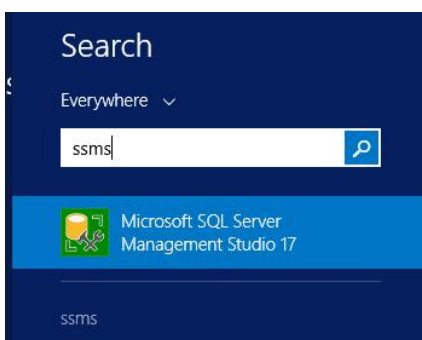 Search
Everywhere
ssms
Microsoft SQL Server
Management Studio 17
ssms